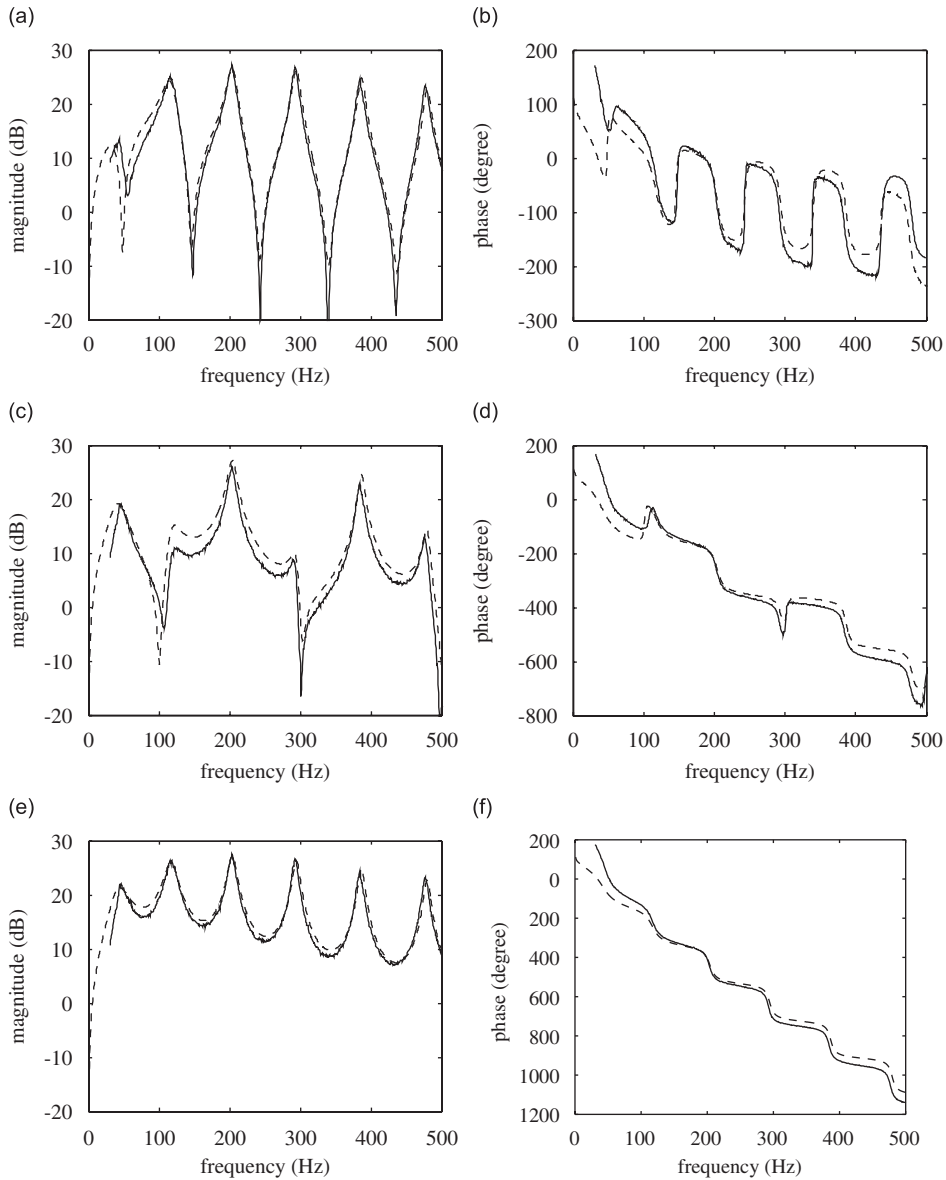 (a)
30
20
10
0
-10
-20
magnitude (dB)
0 100 200 300 400 500
frequency (Hz)
(b)
200
100
0
-100
-200
-300
phase (degree)
0 100 200 300 400 500
frequency (Hz)
(c)
30
20
10
0
-10
-20
magnitude (dB)
0 100 200 300 400 500
frequency (Hz)
(d)
200
0
-200
-400
-600
-800
phase (degree)
0 100 200 300 400 500
frequency (Hz)
(e)
30
20
10
0
-10
-20
magnitude (dB)
0 100 200 300 400 500
frequency (Hz)
(f)
200
0
200
400
600
800
1000
1200
phase (degree)
0 100 200 300 400 500
frequency (Hz)